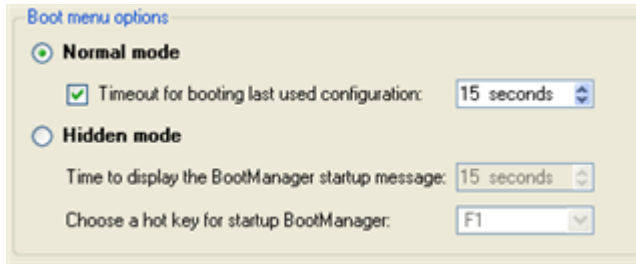 Boot menu options
Normal mode
Timeout for booting last used configuration: 15 seconds
Hidden mode
Time to display the BootManager startup message: 15 seconds
Choose a hot key for startup BootManager: F1